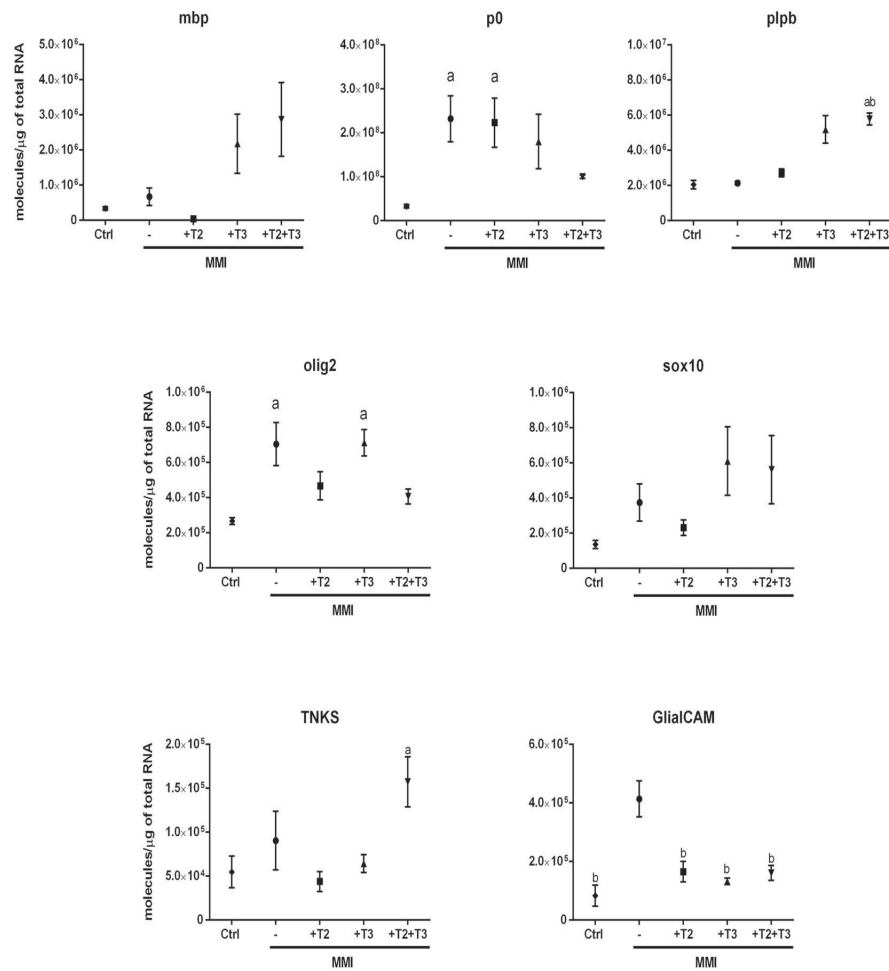 mbp
molecules/μg of total RNA
5.0×10⁶
4.0×10⁶
3.0×10⁶
2.0×10⁶
1.0×10⁶
0
Ctrl - +T2 +T3 +T2+T3
MMI
p0
4.0×10⁸
3.0×10⁸
2.0×10⁸
1.0×10⁸
0
a a
Ctrl - +T2 +T3 +T2+T3
MMI
plpb
1.0×10⁷
8.0×10⁶
6.0×10⁶
4.0×10⁶
2.0×10⁶
0
ab
Ctrl - +T2 +T3 +T2+T3
MMI
olig2
molecules/μg of total RNA
1.0×10⁶
8.0×10⁵
6.0×10⁵
4.0×10⁵
2.0×10⁵
0
a a
Ctrl - +T2 +T3 +T2+T3
MMI
sox10
1.0×10⁶
8.0×10⁵
6.0×10⁵
4.0×10⁵
2.0×10⁵
0
Ctrl - +T2 +T3 +T2+T3
MMI
TNKS
molecules/μg of total RNA
2.0×10⁵
1.5×10⁵
1.0×10⁵
5.0×10⁴
0
a
Ctrl - +T2 +T3 +T2+T3
MMI
GlialCAM
6.0×10⁵
4.0×10⁵
2.0×10⁵
0
b b b b
Ctrl - +T2 +T3 +T2+T3
MMI